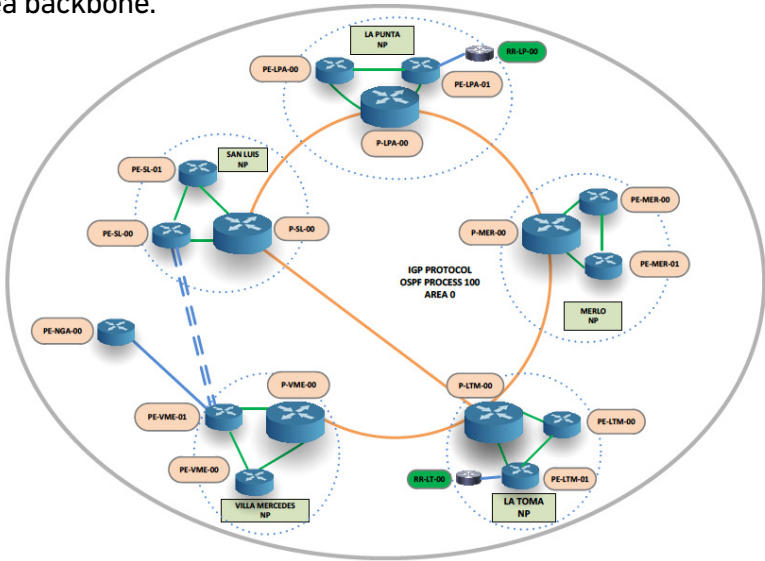 ea backbone.
LA PUNTA
NP
RR-LP-00
PE-LPA-00
PE-LPA-01
P-LPA-00
SAN LUIS
NP
PE-SL-01
PE-SL-00
P-SL-00
PE-MER-00
P-MER-00
PE-MER-01
IGP PROTOCOL
OSPF PROCESS 100
AREA 0
MERLO
NP
PE-NGA-00
P-VME-00
P-LTM-00
PE-VME-01
PE-LTM-00
PE-VME-00
RR-LT-00
PE-LTM-01
VILLA MERCEDES
NP
LA TOMA
NP